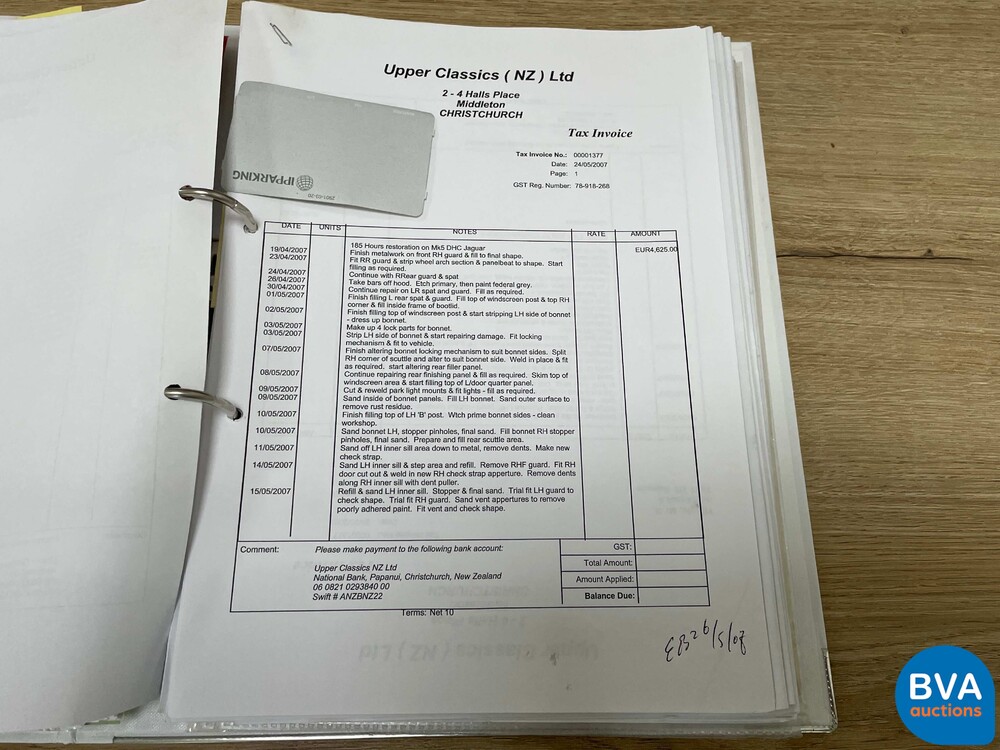 Upper Classics ( NZ ) Ltd
2 - 4 Halls Place
Middleton
CHRISTCHURCH
Tax Invoice
Tax Invoice No.: 00001377
Date: 24/05/2007
Page: 1
GST Reg. Number: 78-918-268
IPPARKING
2901-03-20
DATE UNITS NOTES RATE AMOUNT
19/04/2007 185 Hours restoration on Mk5 DHC Jaguar EUR4,625.00
23/04/2007 Finish metalwork on front RH guard & fill to final shape.
Fit RR guard & strip wheel arch section & panelbeat to shape. Start
filling as required.
24/04/2007 Continue with RRear guard & spat
26/04/2007 Take bars off hood. Etch primary, then paint federal grey.
30/04/2007 Continue repair on LR spat and guard. Fill as required.
01/05/2007 Finish filling L rear spat & guard. Fill top of windscreen post & top RH
corner & fill inside frame of bootlid.
02/05/2007 Finish filling top of windscreen post & start stripping LH side of bonnet
- dress up bonnet.
03/05/2007 Make up 4 lock parts for bonnet.
03/05/2007 Strip LH side of bonnet & start repairing damage. Fit locking
mechanism & fit to vehicle.
07/05/2007 Finish altering bonnet locking mechanism to suit bonnet sides. Split
RH corner of scuttle and alter to suit bonnet side. Weld in place & fit
as required. start altering rear filler panel.
08/05/2007 Continue repairing rear finishing panel & fill as required. Skim top of
windscreen area & start filling top of L/door quarter panel.
09/05/2007 Cut & reweld park light mounts & fit lights - fill as required.
09/05/2007 Sand inside of bonnet panels. Fill LH bonnet. Sand outer surface to
remove rust residue.
10/05/2007 Finish filling top of LH 'B' post. Wtch prime bonnet sides - clean
workshop.
10/05/2007 Sand bonnet LH, stopper pinholes, final sand. Fill bonnet RH stopper
pinholes, final sand. Prepare and fill rear scuttle area.
11/05/2007 Sand off LH inner sill area down to metal, remove dents. Make new
check strap.
14/05/2007 Sand LH inner sill & step area and refill. Remove RHF guard. Fit RH
door cut out & weld in new RH check strap apperture. Remove dents
along RH inner sill with dent puller.
15/05/2007 Refill & sand LH inner sill. Stopper & final sand. Trial fit LH guard to
check shape. Trial fit RH guard. Sand vent appertures to remove
poorly adhered paint. Fit vent and check shape.
Comment: Please make payment to the following bank account:
Upper Classics NZ Ltd
National Bank, Papanui, Christchurch, New Zealand
06 0821 0293840 00
Swift # ANZBNZ22
GST:
Total Amount:
Amount Applied:
Balance Due:
Terms: Net 10
BVA
auctions